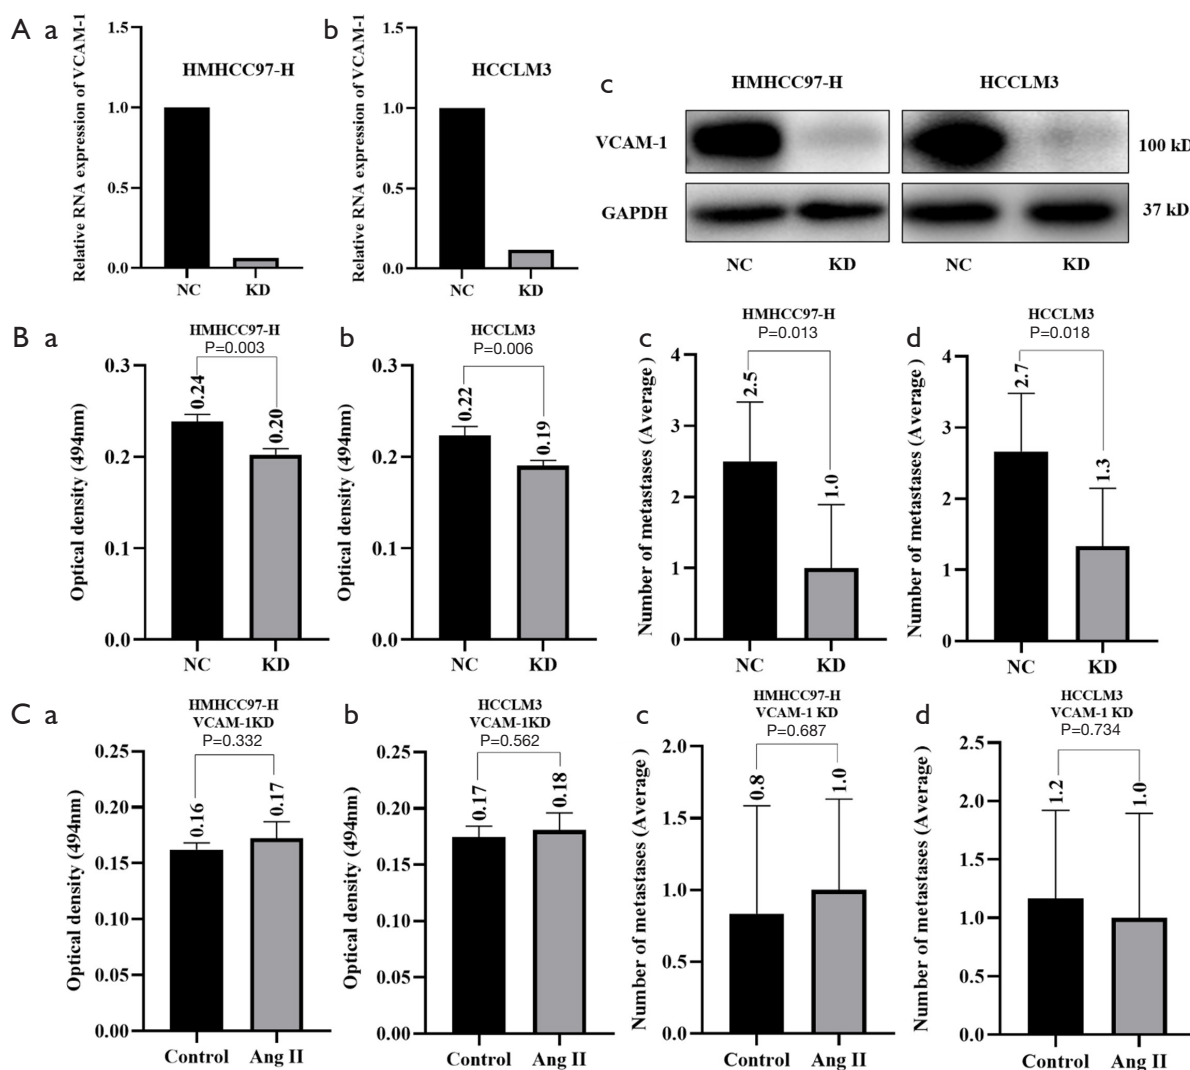 A a
Relative RNA expression of VCAM-1
1.5
1.0
0.5
0.0
HMHCC97-H
NC KD
b
Relative RNA expression of VCAM-1
1.5
1.0
0.5
0.0
HCCLM3
NC KD
c
HMHCC97-H HCCLM3
VCAM-1 100 kD
GAPDH 37 kD
NC KD NC KD
B a
HMHCC97-H
P=0.003
Optical density (494nm)
0.3
0.2
0.1
0.0
0.24 0.20
NC KD
b
HCCLM3
P=0.006
Optical density (494nm)
0.3
0.2
0.1
0.0
0.22 0.19
NC KD
c
HMHCC97-H
P=0.013
Number of metastases (Average )
4
3
2
1
0
2.5 1.0
NC KD
d
HCCLM3
P=0.018
Number of metastases (Average )
4
3
2
1
0
2.7 1.3
NC KD
C a
HMHCC97-H
VCAM-1KD
P=0.332
Optical density (494nm)
0.25
0.20
0.15
0.10
0.05
0.00
0.16 0.17
Control Ang II
b
HCCLM3
VCAM-1KD
P=0.562
Optical density (494nm)
0.25
0.20
0.15
0.10
0.05
0.00
0.17 0.18
Control Ang II
c
HMHCC97-H
VCAM-1 KD
P=0.687
Number of metastases (Average)
2.0
1.5
1.0
0.5
0.0
0.8 1.0
Control Ang II
d
HCCLM3
VCAM-1 KD
P=0.734
Number of metastases (Average)
2.5
2.0
1.5
1.0
0.5
0.0
1.2 1.0
Control Ang II